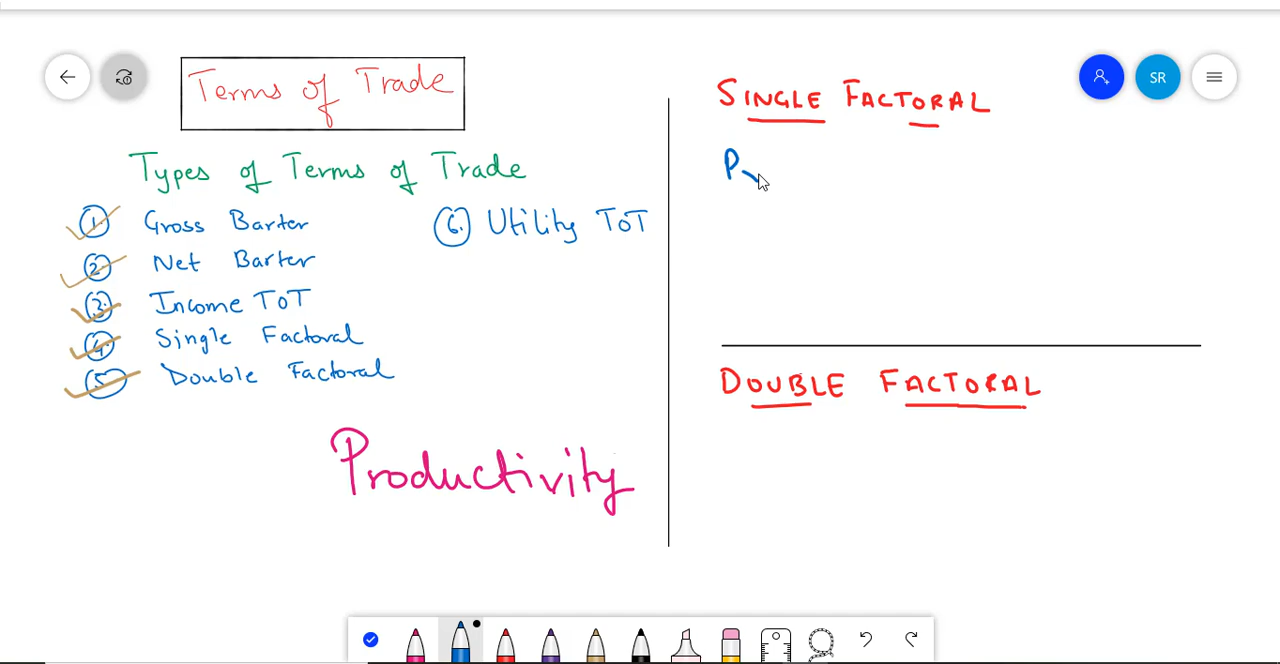 Terms of Trade
Types of Terms of Trade
1. Gross Barter
2. Net Barter
3. Income ToT
4. Single Factoral
5. Double Factoral
6. Utility ToT
Productivity
SINGLE FACTORAL
P
DOUBLE FACTORAL
SR